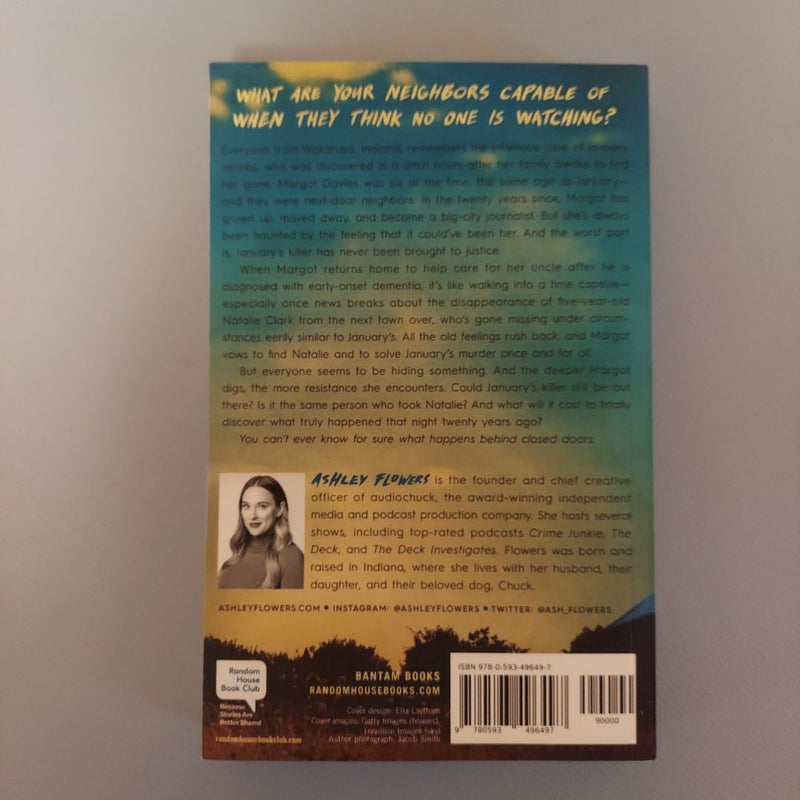 WHAT ARE YOUR NEIGHBORS CAPABLE OF
WHEN THEY THINK NO ONE IS WATCHING?
Everyone from Wakarusa, Indiana, remembers the infamous case of January
Jacobs, who was discovered in a ditch hours after her family awoke to find
her gone. Margot Davies was six at the time, the same age as January—
and they were next-door neighbors. In the twenty years since, Margot has
grown up, moved away, and become a big-city journalist. But she's always
been haunted by the feeling that it could've been her. And the worst part
is, January's killer has never been brought to justice.
When Margot returns home to help care for her uncle after he is
diagnosed with early-onset dementia, it's like walking into a time capsule—
especially once news breaks about the disappearance of five-year-old
Natalie Clark from the next town over, who's gone missing under circum-
stances eerily similar to January's. All the old feelings rush back, and Margot
vows to find Natalie and to solve January's murder once and for all.
But everyone seems to be hiding something. And the deeper Margot
digs, the more resistance she encounters. Could January's killer still be out
there? Is it the same person who took Natalie? And what will it cost to finally
discover what truly happened that night twenty years ago?
You can't ever know for sure what happens behind closed doors.
ASHLEY FLOWERS is the founder and chief creative
officer of audiochuck, the award-winning independent
media and podcast production company. She hosts several
shows, including top-rated podcasts Crime Junkie, The
Deck, and The Deck Investigates. Flowers was born and
raised in Indiana, where she lives with her husband, their
daughter, and their beloved dog, Chuck.
ASHLEYFLOWERS.COM • INSTAGRAM: @ASHLEYFLOWERS • TWITTER: @ASH_FLOWERS
Random
House
Book Club
Because
Stories Are
Better Shared
randomhousebookclub.com
BANTAM BOOKS
RANDOMHOUSEBOOKS.COM
Cover design: Ella Laytham
Cover images: Getty Images (houses),
Trevillion Images (sky)
Author photograph: Jacob Smith
ISBN 978-0-593-49649-7
90000
9 780593 496497